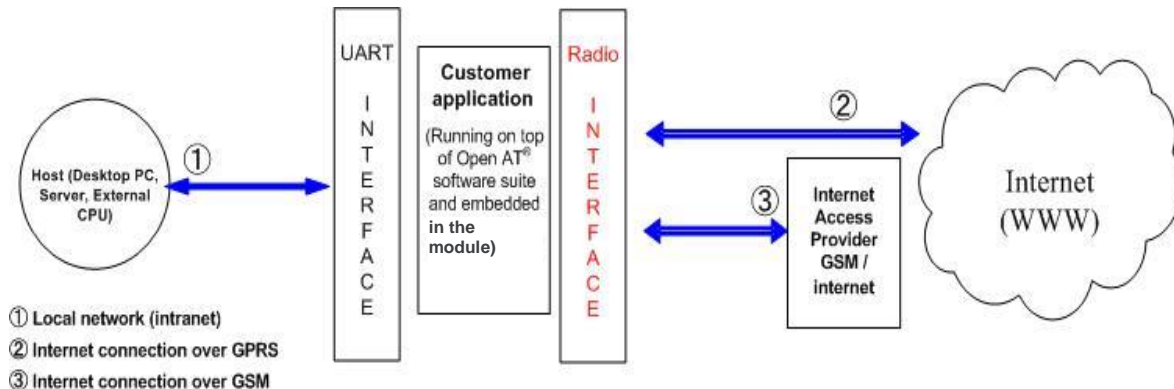 Host (Desktop PC,
Server, External
CPU)
①
UART
INTERFACE
Customer
application
(Running on top
of Open AT®
software suite
and embedded
in the
module)
Radio
INTERFACE
②
③
Internet
Access
Provider
GSM /
internet
Internet
(WWW)
① Local network (intranet)
② Internet connection over GPRS
③ Internet connection over GSM